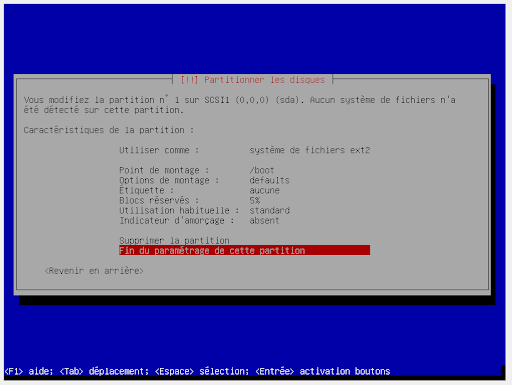 [!!] Partitionner les disques
Vous modifiez la partition n° 1 sur SCSI1 (0,0,0) (sda). Aucun système de fichiers n'a
été détecté sur cette partition.
Caractéristiques de la partition :
Utiliser comme : système de fichiers ext2
Point de montage : /boot
Options de montage : defaults
Étiquette : aucune
Blocs réservés : 5%
Utilisation habituelle : standard
Indicateur d'amorçage : absent
Supprimer la partition
Fin du paramétrage de cette partition
<Revenir en arrière>
<F1> aide; <Tab> déplacement; <Espace> sélection; <Entrée> activation boutons